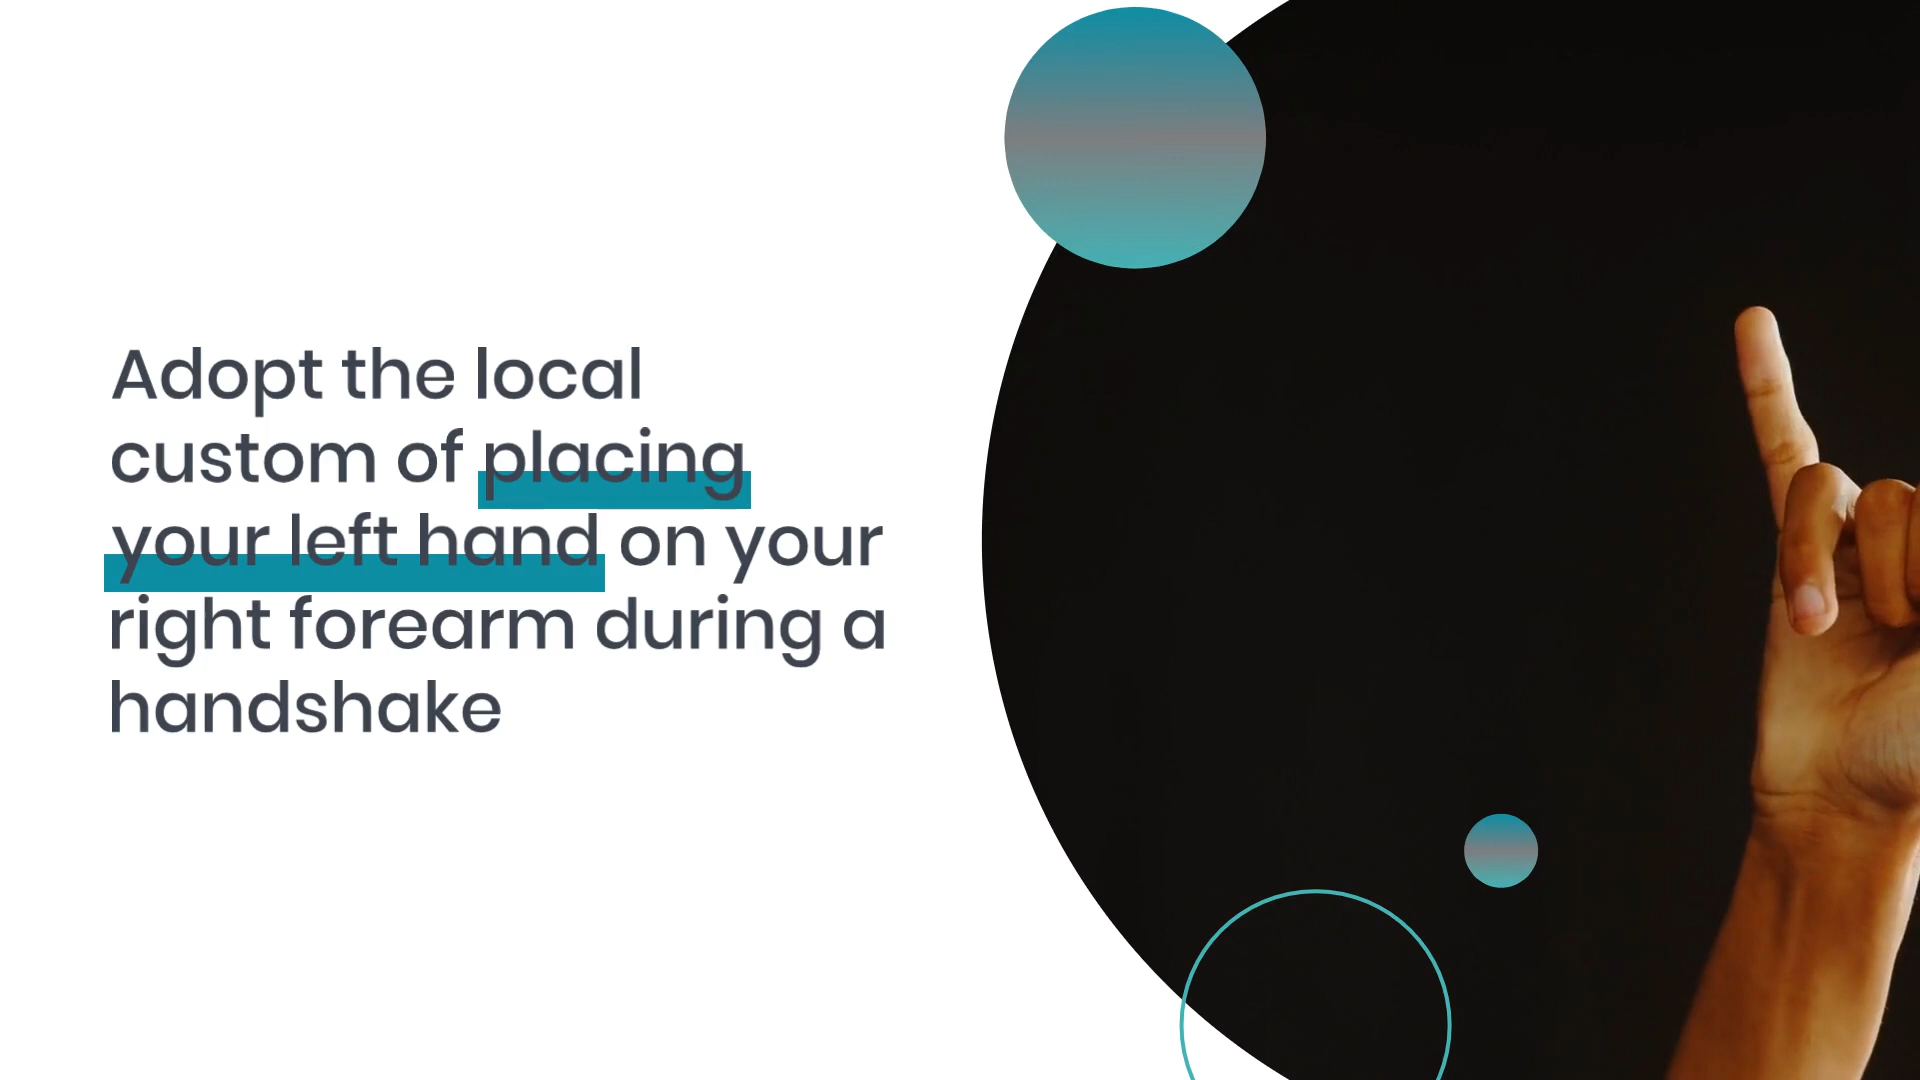 Adopt the local
custom of placing
your left hand on your
right forearm during a
handshake